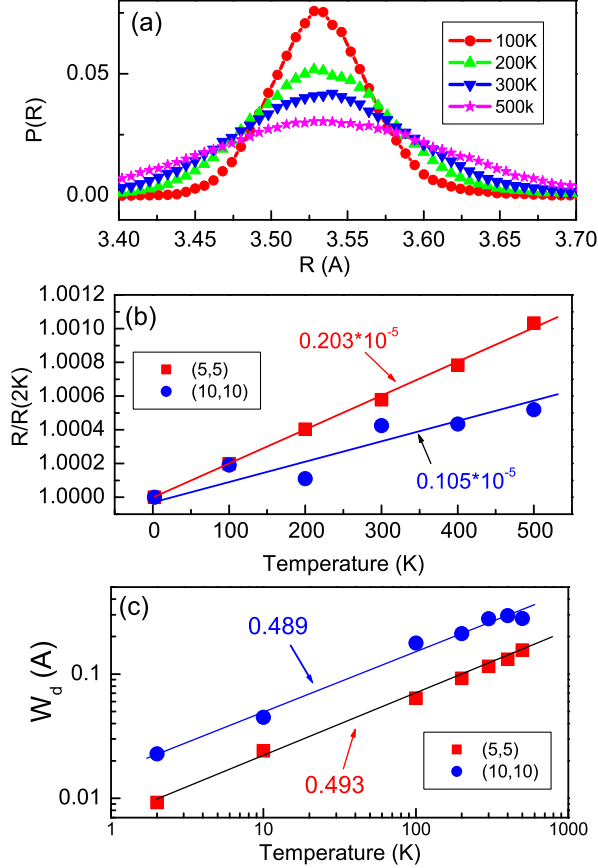 (a)
100K
200K
300K
500k
0.05
0.00
P(R)
3.40 3.45 3.50 3.55 3.60 3.65 3.70
R (A)
(b)
1.0012
1.0010
1.0008
1.0006
1.0004
1.0002
1.0000
R/R(2K)
(5,5)
(10,10)
0.203*10-5
0.105*10-5
0 100 200 300 400 500
Temperature (K)
(c)
0.1
0.01
Wd (A)
0.489
0.493
(5,5)
(10,10)
1 10 100 1000
Temperature (K)